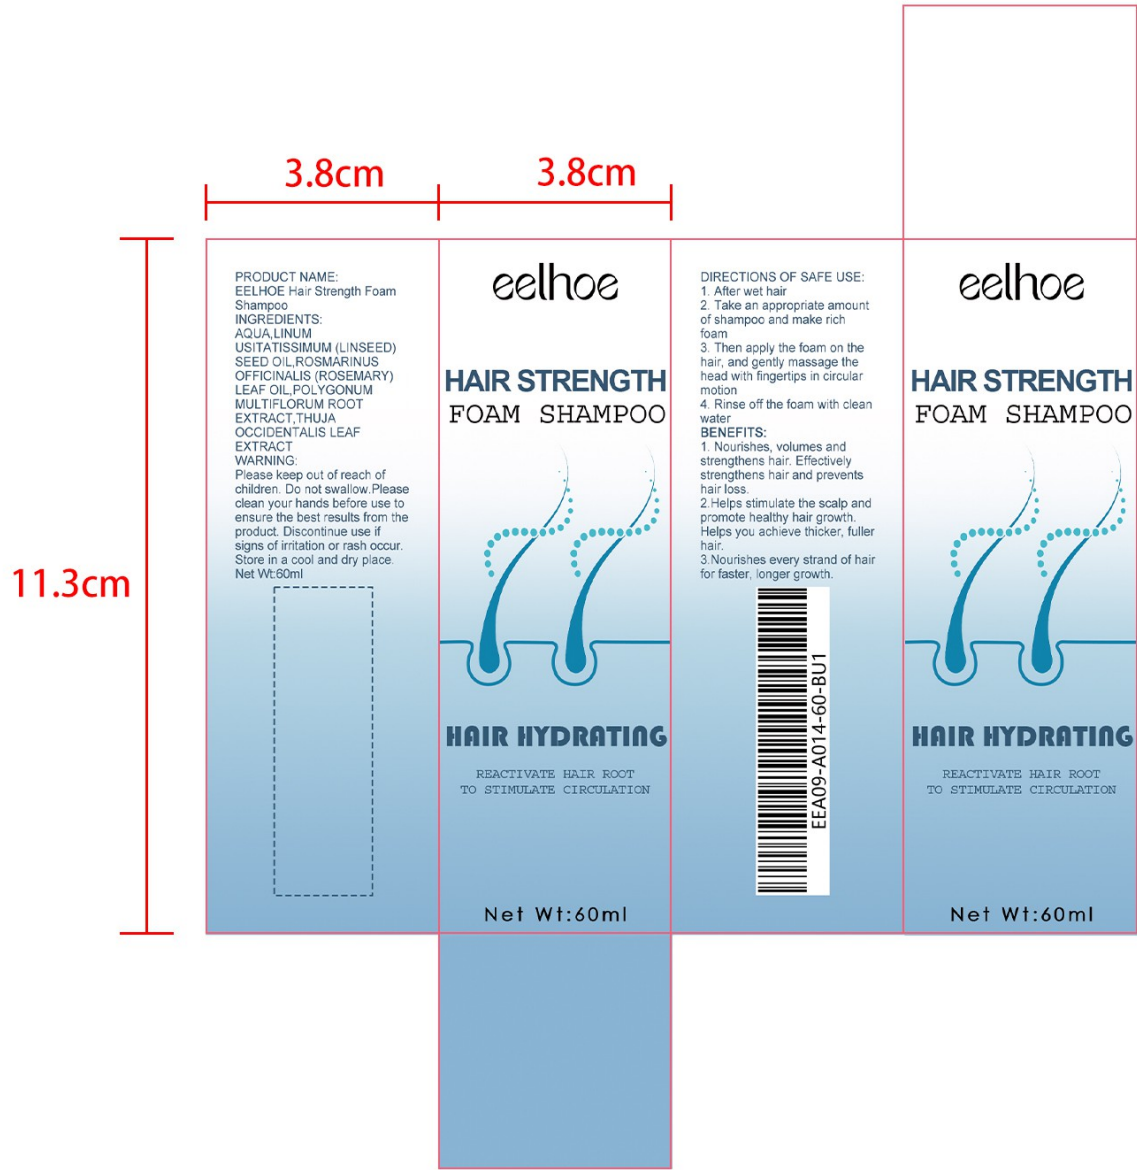 3.8cm
3.8cm
11.3cm
PRODUCT NAME:
EELHOE Hair Strength Foam
Shampoo
INGREDIENTS:
AQUA,LINUM
USITATISSIMUM (LINSEED)
SEED OIL,ROSMARINUS
OFFICINALIS (ROSEMARY)
LEAF OIL,POLYGONUM
MULTIFLORUM ROOT
EXTRACT,THUJA
OCCIDENTALIS LEAF
EXTRACT
WARNING:
Please keep out of reach of
children. Do not swallow.Please
clean your hands before use to
ensure the best results from the
product. Discontinue use if
signs of irritation or rash occur.
Store in a cool and dry place.
Net Wt:60ml
eelhoe
HAIR STRENGTH
FOAM SHAMPOO
HAIR HYDRATING
REACTIVATE HAIR ROOT
TO STIMULATE CIRCULATION
Net Wt:60ml
DIRECTIONS OF SAFE USE:
1. After wet hair
2. Take an appropriate amount
of shampoo and make rich
foam
3. Then apply the foam on the
hair, and gently massage the
head with fingertips in circular
motion
4. Rinse off the foam with clean
water
BENEFITS:
1. Nourishes, volumes and
strengthens hair. Effectively
strengthens hair and prevents
hair loss.
2.Helps stimulate the scalp and
promote healthy hair growth.
Helps you achieve thicker, fuller
hair.
3.Nourishes every strand of hair
for faster, longer growth.
EEA09-A014-60-BU1
eelhoe
HAIR STRENGTH
FOAM SHAMPOO
HAIR HYDRATING
REACTIVATE HAIR ROOT
TO STIMULATE CIRCULATION
Net Wt:60ml